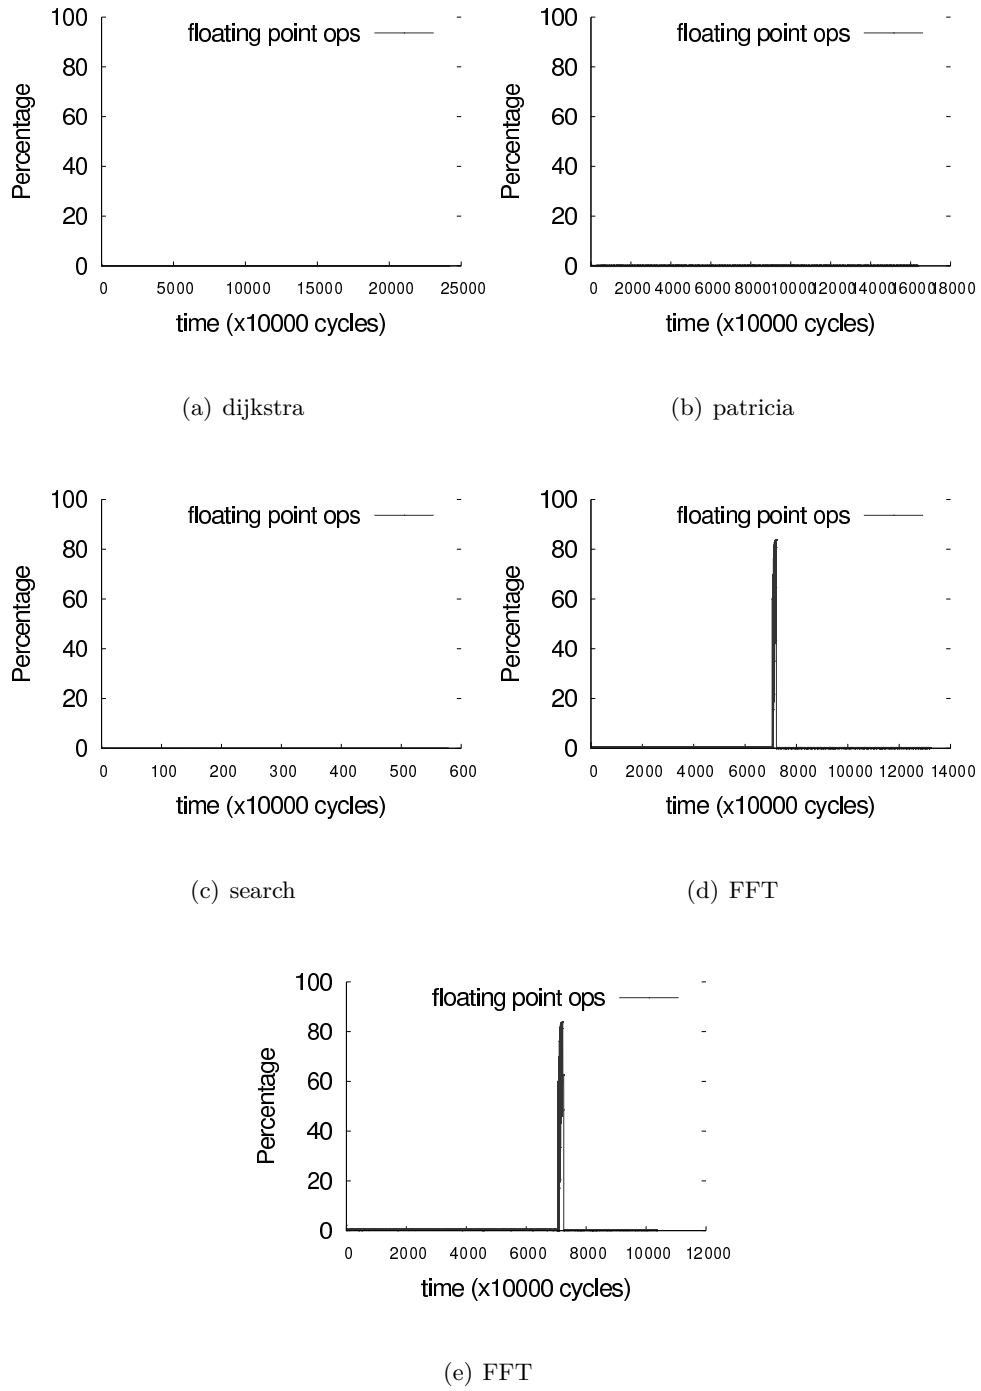 floating point ops
100
80
60
40
20
0
Percentage
0 5000 10000 15000 20000 25000
time (x10000 cycles)
(a) dijkstra
floating point ops
100
80
60
40
20
0
Percentage
0 2000 4000 6000 8000 10000 12000 14000 16000 18000
time (x10000 cycles)
(b) patricia
floating point ops
100
80
60
40
20
0
Percentage
0 100 200 300 400 500 600
time (x10000 cycles)
(c) search
floating point ops
100
80
60
40
20
0
Percentage
0 2000 4000 6000 8000 10000 12000 14000
time (x10000 cycles)
(d) FFT
floating point ops
100
80
60
40
20
0
Percentage
0 2000 4000 6000 8000 10000 12000
time (x10000 cycles)
(e) FFT